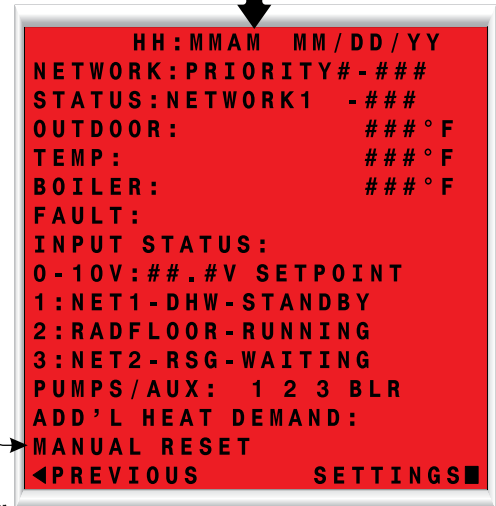 HH:MMAM MM/DD/YY
NETWORK:PRIORITY#-###
STATUS:NETWORK1 -###
OUTDOOR: ###°F
TEMP: ###°F
BOILER: ###°F
FAULT:
INPUT STATUS:
0-10V:##.#V SETPOINT
1:NET1-DHW-STANDBY
2:RADFLOOR-RUNNING
3:NET2-RSG-WAITING
PUMPS/AUX: 1 2 3 BLR
ADD'L HEAT DEMAND:
MANUAL RESET
◀PREVIOUS SETTINGS■